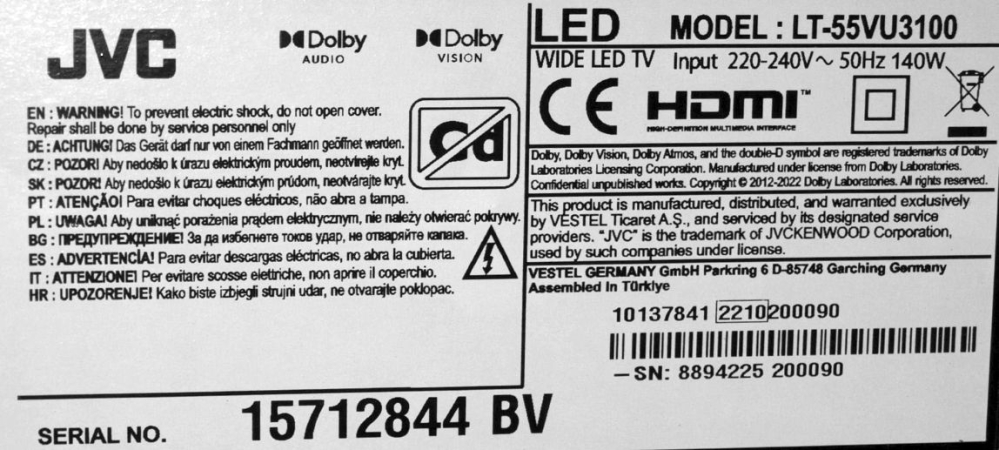 JVC
Dolby AUDIO
Dolby VISION
EN : WARNING! To prevent electric shock, do not open cover.
Repair shall be done by service personnel only
DE : ACHTUNG! Das Gerät darf nur von einem Fachmann geöffnet werden.
CZ : POZOR! Aby nedošlo k úrazu elektrickým proudem, neotvírejte kryt.
SK : POZOR! Aby nedošlo k úrazu elektrickým prúdom, neotvárajte kryt.
PT : ATENÇÃO! Para evitar choques eléctricos, não abra a tampa.
PL : UWAGA! Aby uniknąć porażenia prądem elektrycznym, nie należy otwierać pokrywy.
BG : ПРЕДУПРЕЖДЕНИЕ! За да избегнете токов удар, не отваряйте капака.
ES : ADVERTENCİA! Para evitar descargas eléctricas, no abra la cubierta.
IT : ATTENZIONE! Per evitare scosse elettriche, non aprire il coperchio.
HR : UPOZORENJE! Kako biste izbjegli strujni udar, ne otvarajte poklopac.
Cd
SERIAL NO. 15712844 BV
LED MODEL : LT-55VU3100
WIDE LED TV Input 220-240V~ 50Hz 140W
CE HDMI™
HIGH-DEFINITION MULTIMEDIA INTERFACE
Dolby, Dolby Vision, Dolby Atmos, and the double-D symbol are registered trademarks of Dolby
Laboratories Licensing Corporation. Manufactured under license from Dolby Laboratories.
Confidential unpublished works. Copyright © 2012-2022 Dolby Laboratories. All rights reserved.
This product is manufactured, distributed, and warranted exclusively
by VESTEL Ticaret A.Ş., and serviced by its designated service
providers. "JVC" is the trademark of JVCKENWOOD Corporation,
used by such companies under license.
VESTEL GERMANY GmbH Parkring 6 D-85748 Garching Germany
Assembled In Türkiye
10137841 2210200090
SN: 8894225 200090